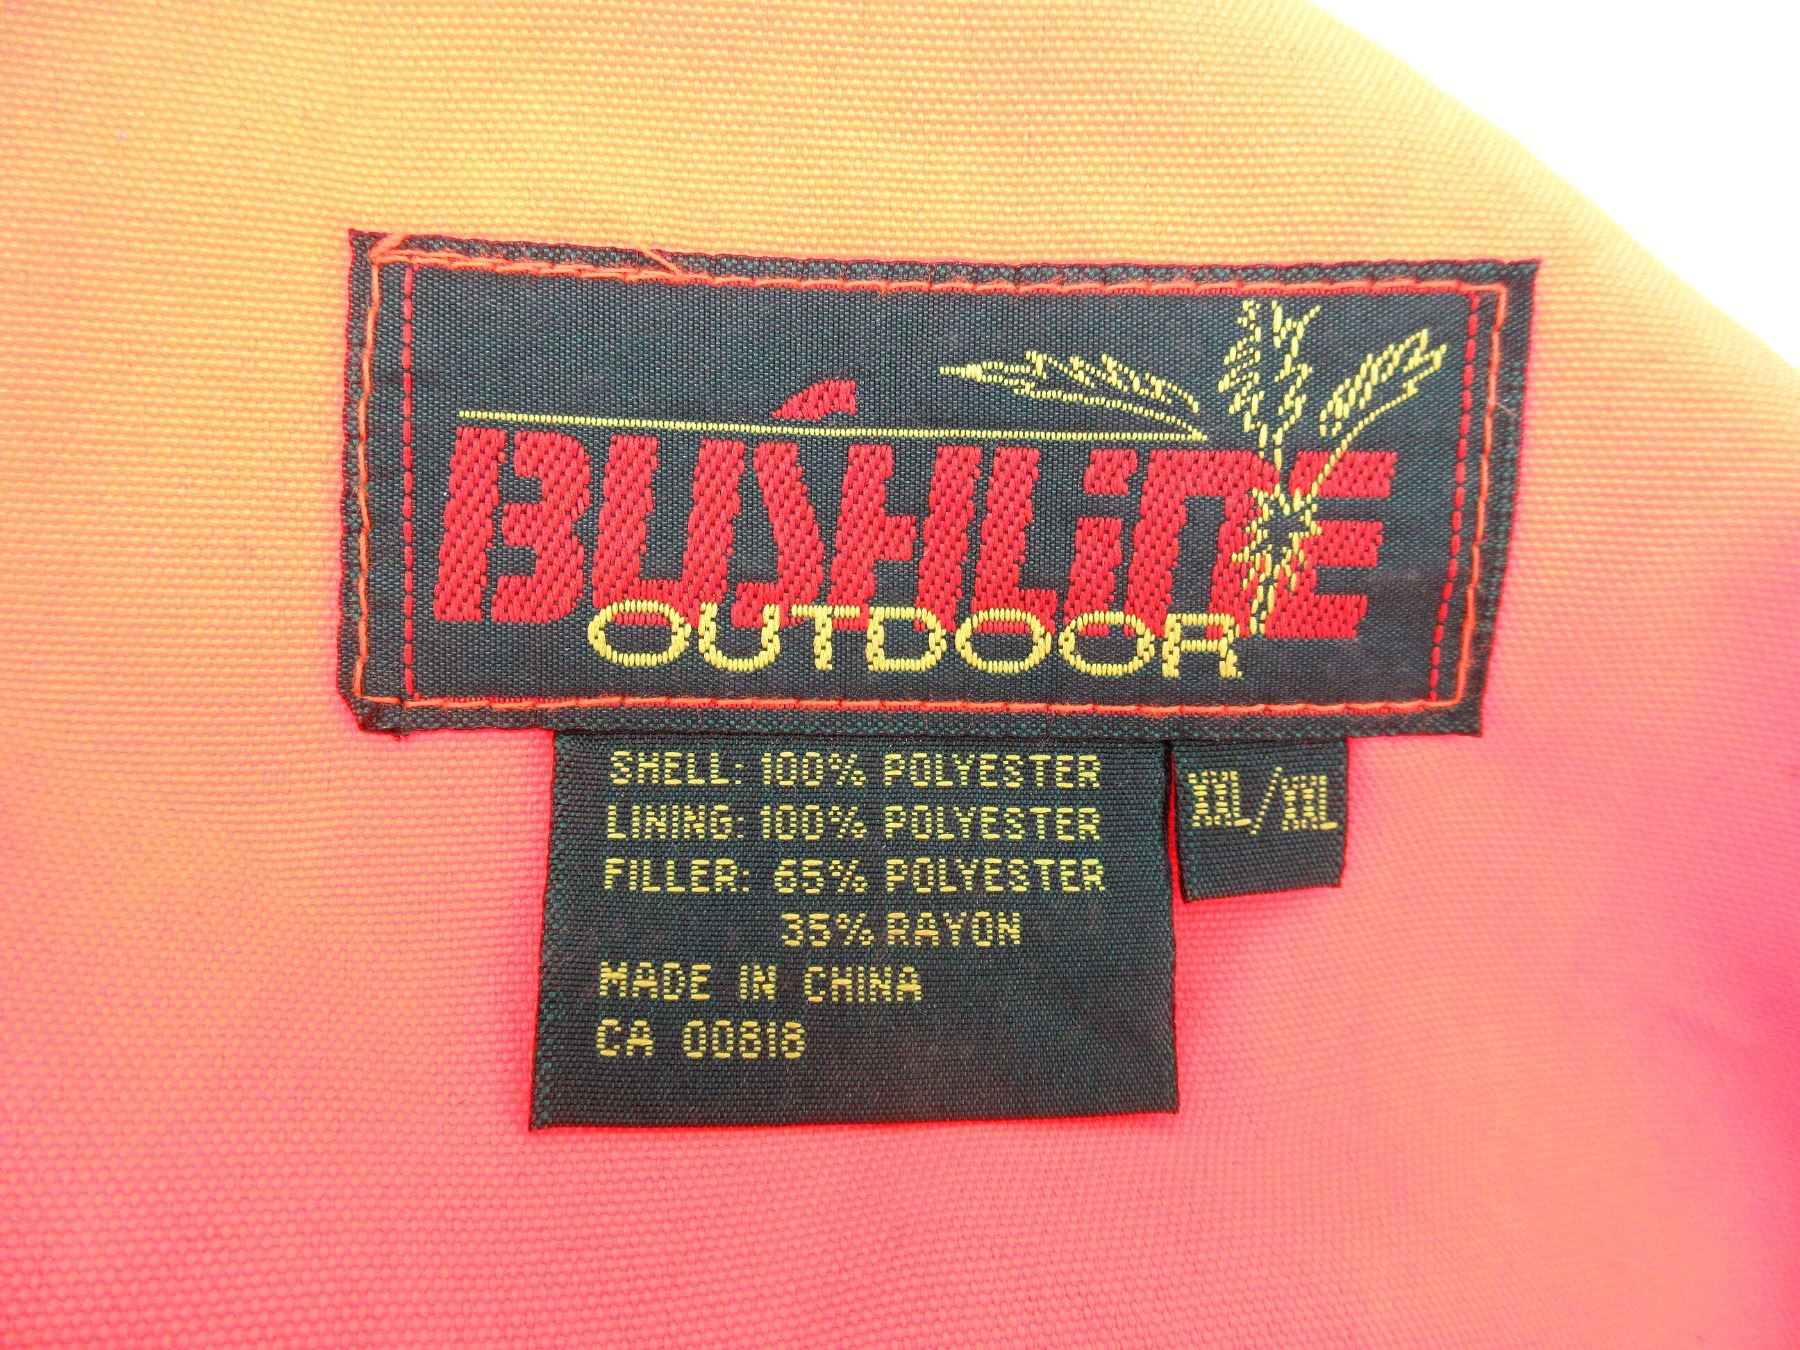 BUSHLINE
OUTDOOR
SHELL: 100% POLYESTER
LINING: 100% POLYESTER
FILLER: 65% POLYESTER
35% RAYON
MADE IN CHINA
CA 00818
XXL/XXL